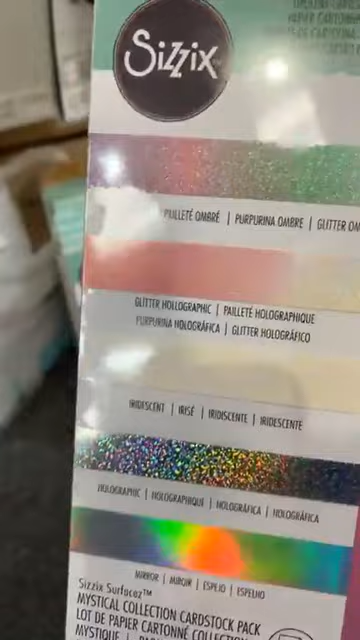 Sizzix
PAILLETÉ OMBRÉ | PURPURINA OMBRE | GLITTER OM
GLITTER HOLLOGRAPHIC | PAILLETÉ HOLOGRAPHIQUE
PURPURINA HOLOGRÁFICA | GLITTER HOLOGRÁFICO
IRIDESCENT | IRISÉ | IRIDISCENTE | IRIDESCENTE
HOLOGRAPHIC | HOLOGRAPHIQUE | HOLOGRÁFICA | HOLOGRÁFICA
MIRROR | MIROIR | ESPEJO | ESPELHO
Sizzix Surfacez™
MYSTICAL COLLECTION CARDSTOCK PACK
LOT DE PAPIER CARTONNÉ COLLECTION
MYSTIQUE |